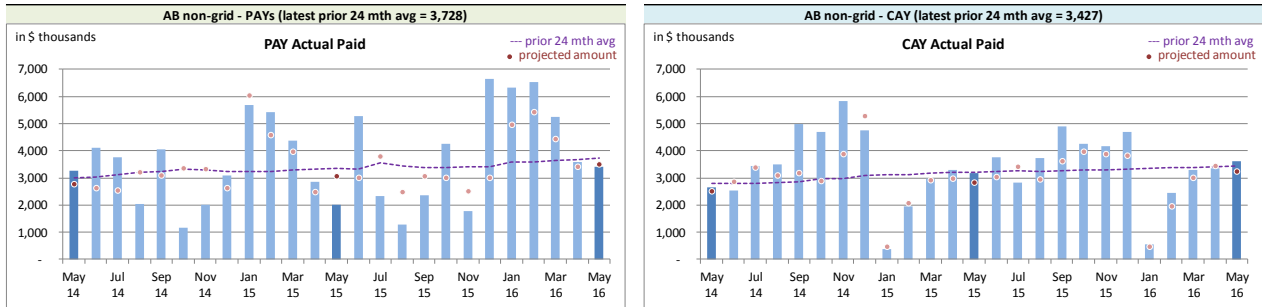 AB non-grid - PAYs (latest prior 24 mth avg = 3,728)
in $ thousands
PAY Actual Paid
--- prior 24 mth avg
• projected amount
7,000
6,000
5,000
4,000
3,000
2,000
1,000
-
May Jul Sep Nov Jan Mar May Jul Sep Nov Jan Mar May
14 14 14 14 15 15 15 15 15 15 16 16 16
AB non-grid - CAY (latest prior 24 mth avg = 3,427)
in $ thousands
CAY Actual Paid
--- prior 24 mth avg
• projected amount
7,000
6,000
5,000
4,000
3,000
2,000
1,000
-
May Jul Sep Nov Jan Mar May Jul Sep Nov Jan Mar May
14 14 14 14 15 15 15 15 15 15 16 16 16